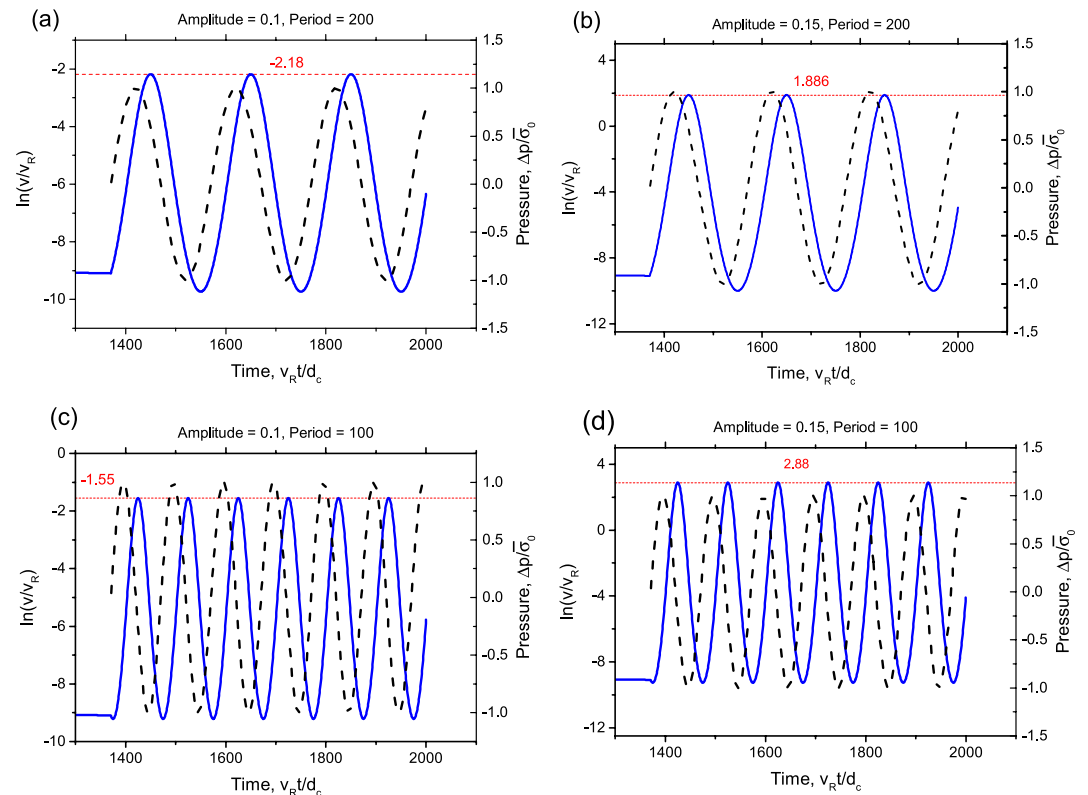 (a)
Amplitude = 0.1, Period = 200
-2.18
-2
-4
-6
-8
-10
ln(v/v_R)
1.5
1.0
0.5
0.0
-0.5
-1.0
-1.5
Pressure, Δp/σ̅_0
1400 1600 1800 2000
Time, v_R t/d_c
(b)
Amplitude = 0.15, Period = 200
1.886
4
0
-4
-8
-12
ln(v/v_R)
1.5
1.0
0.5
0.0
-0.5
-1.0
-1.5
Pressure, Δp/σ̅_0
1400 1600 1800 2000
Time, v_R t/d_c
(c)
Amplitude = 0.1, Period = 100
-1.55
0
-2
-4
-6
-8
-10
ln(v/v_R)
1.0
0.5
0.0
-0.5
-1.0
Pressure, Δp/σ̅_0
1400 1600 1800 2000
Time, v_R t/d_c
(d)
Amplitude = 0.15, Period = 100
2.88
4
0
-4
-8
-12
ln(v/v_R)
1.5
1.0
0.5
0.0
-0.5
-1.0
-1.5
Pressure, Δp/σ̅_0
1400 1600 1800 2000
Time, v_R t/d_c